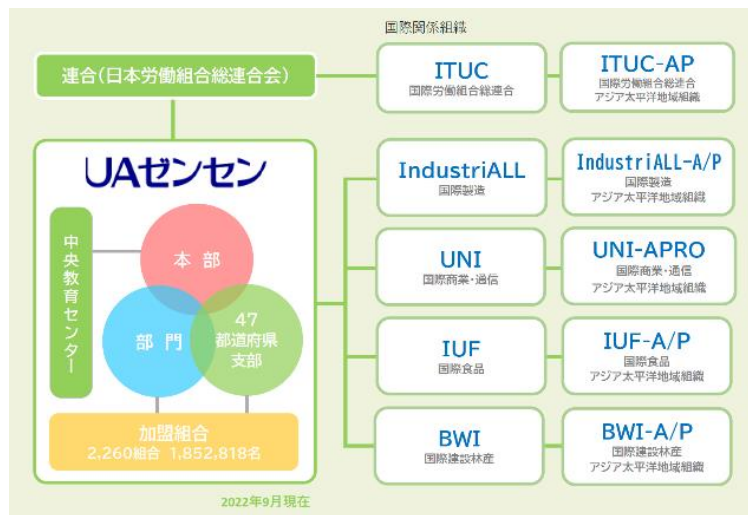 国際関係組織
連合(日本労働組合総連合会)
ITUC
国際労働組合総連合
ITUC-AP
国際労働組合総連合
アジア太平洋地域組織
UAゼンセン
中央教育センター
本部
部門
47
都道府県
支部
加盟組合
2,260組合 1,852,818名
2022年9月現在
IndustriALL
国際製造
IndustriALL-A/P
国際製造
アジア太平洋地域組織
UNI
国際商業・通信
UNI-APRO
国際商業・通信
アジア太平洋地域組織
IUF
国際食品
IUF-A/P
国際食品
アジア太平洋地域組織
BWI
国際建設林産
BWI-A/P
国際建設林産
アジア太平洋地域組織